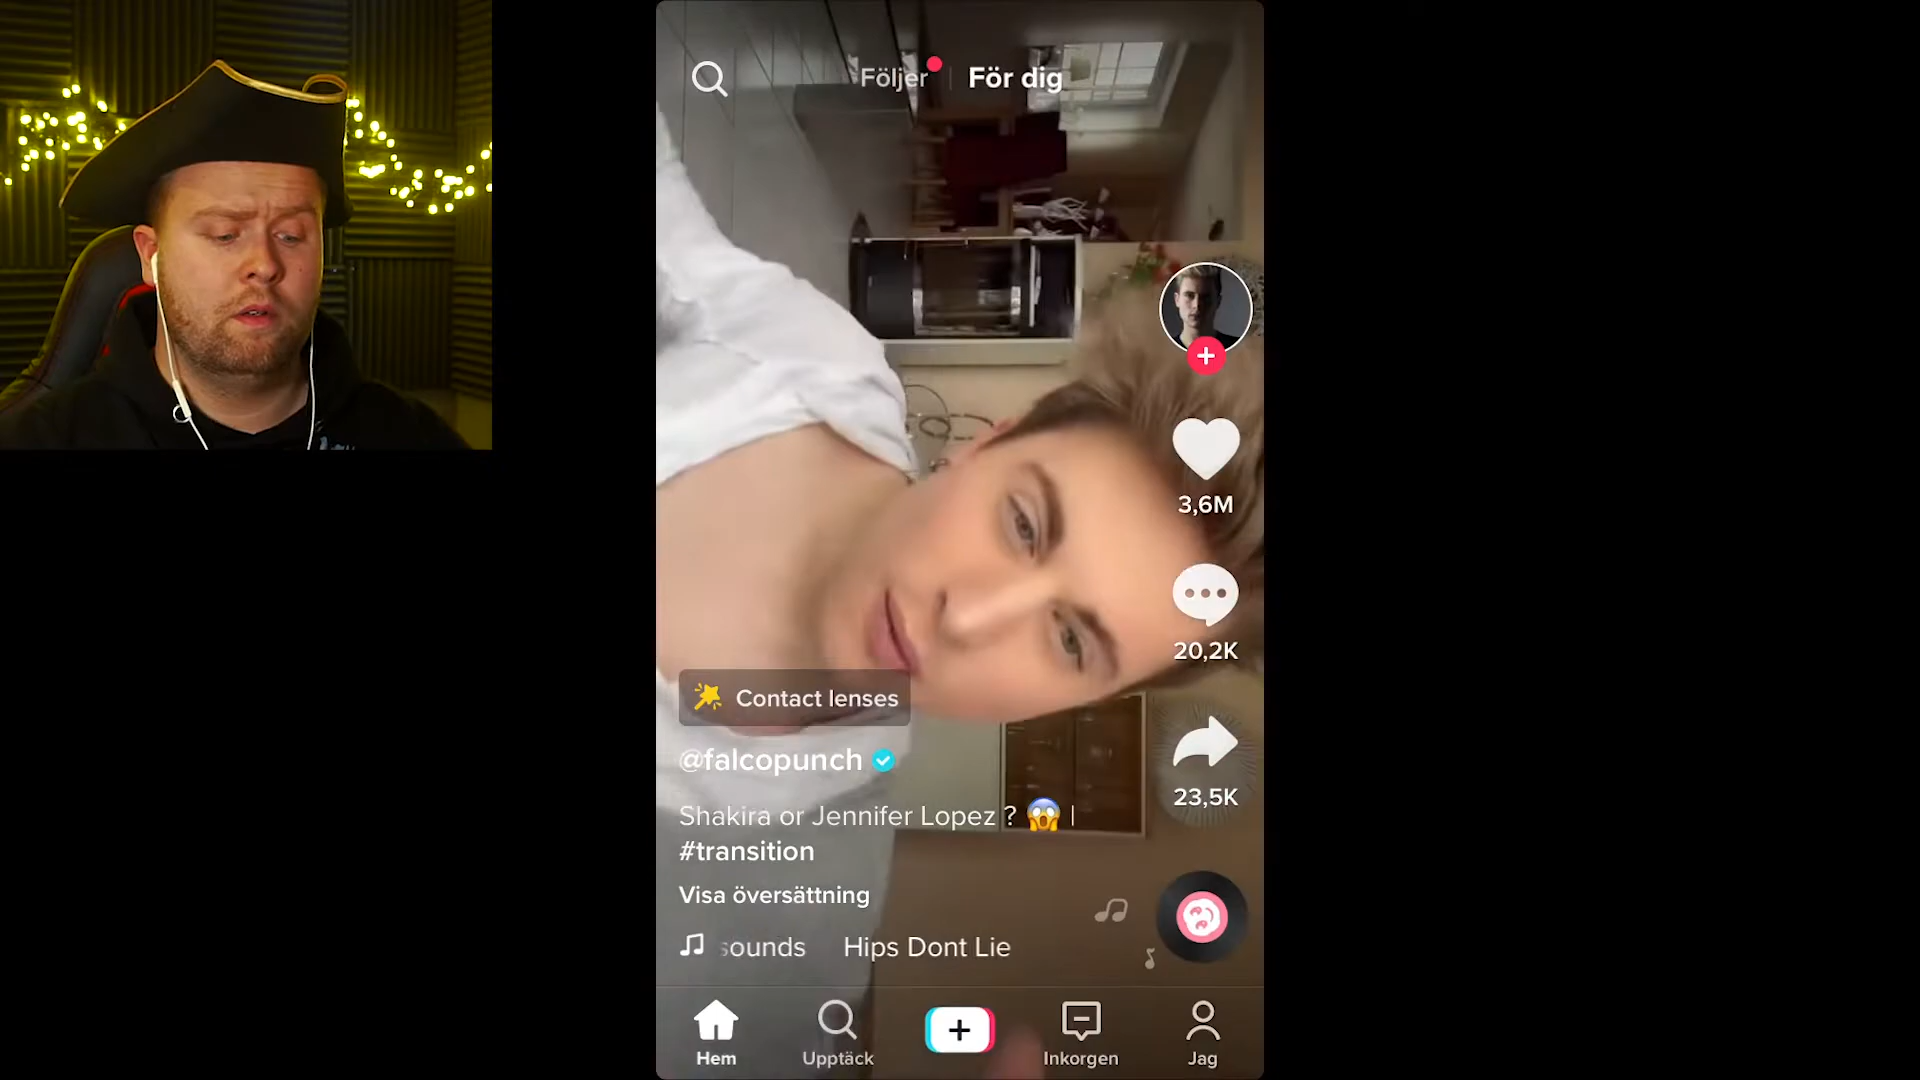 Följer
För dig
3,6M
20,2K
23,5K
Contact lenses
@falcopunch
Shakira or Jennifer Lopez ? 😱 |
#transition
Visa översättning
sounds Hips Dont Lie
Hem
Upptäck
Inkorgen
Jag